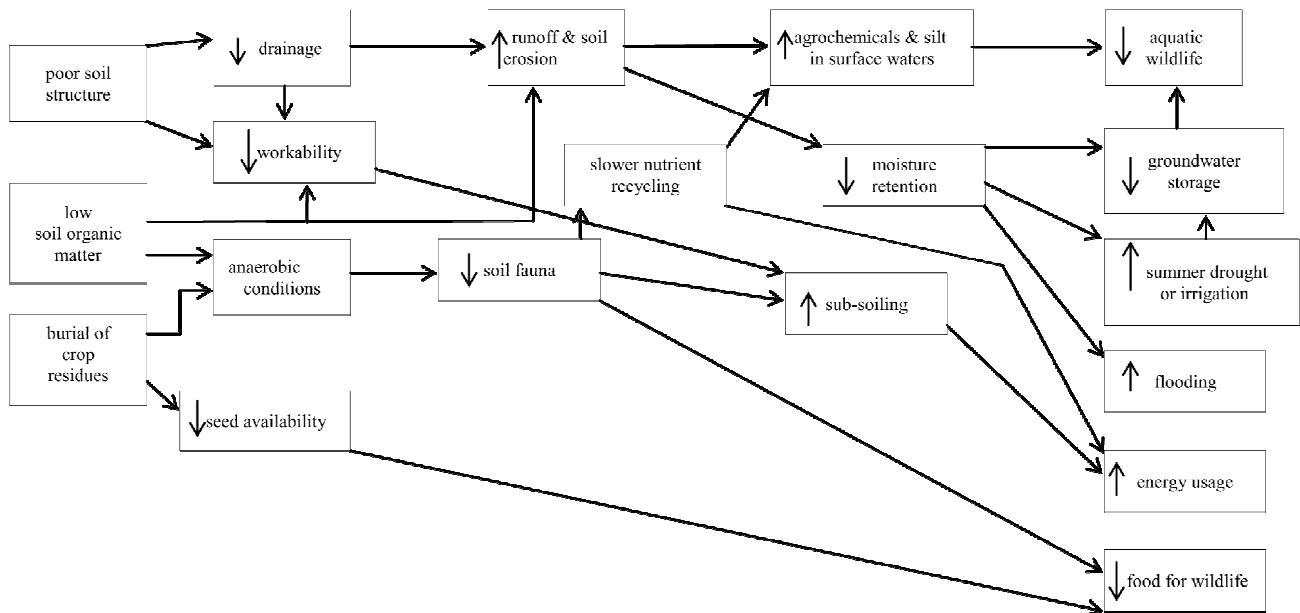 poor soil
structure
drainage
runoff & soil
erosion
agrochemicals & silt
in surface waters
aquatic
wildlife
workability
slower nutrient
recycling
moisture
retention
groundwater
storage
low
soil organic
matter
anaerobic
conditions
soil fauna
sub-soiling
summer drought
or irrigation
burial of
crop
residues
seed availability
flooding
energy usage
food for wildlife